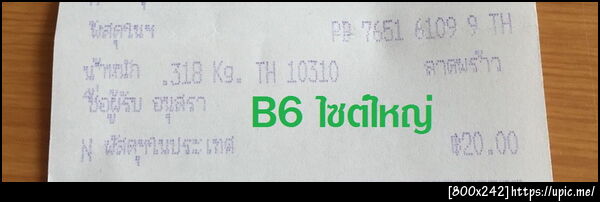 พัสดุในฯ PB 7651 6109 9 TH
น้ำหนัก .318 Kg. TH 10310 ลาดพร้าว
ชื่อผู้รับ อนุสรา
B6 ไซต์ใหญ่
N พัสดุฯในประเทศ ฿20.00
[800x242] https://upic.me/